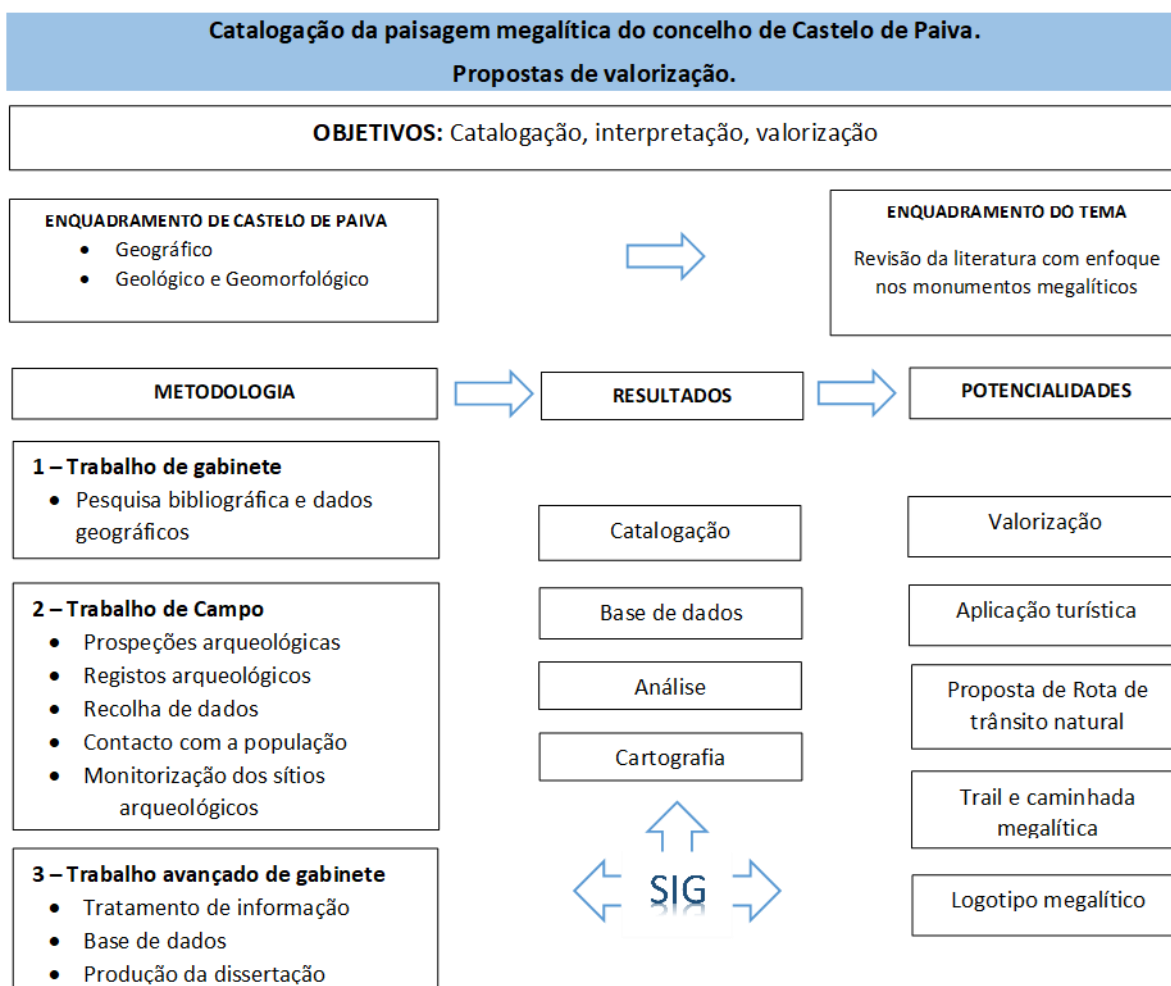 Catalogação da paisagem megalítica do concelho de Castelo de Paiva.
Propostas de valorização.
OBJETIVOS: Catalogação, interpretação, valorização
ENQUADRAMENTO DE CASTELO DE PAIVA
• Geográfico
• Geológico e Geomorfológico
ENQUADRAMENTO DO TEMA
Revisão da literatura com enfoque
nos monumentos megalíticos
METODOLOGIA
RESULTADOS
POTENCIALIDADES
1 – Trabalho de gabinete
• Pesquisa bibliográfica e dados
geográficos
2 – Trabalho de Campo
• Prospeções arqueológicas
• Registos arqueológicos
• Recolha de dados
• Contacto com a população
• Monitorização dos sítios
arqueológicos
3 – Trabalho avançado de gabinete
• Tratamento de informação
• Base de dados
• Produção da dissertação
Catalogação
Base de dados
Análise
Cartografia
SIG
Valorização
Aplicação turística
Proposta de Rota de
trânsito natural
Trail e caminhada
megalítica
Logotipo megalítico